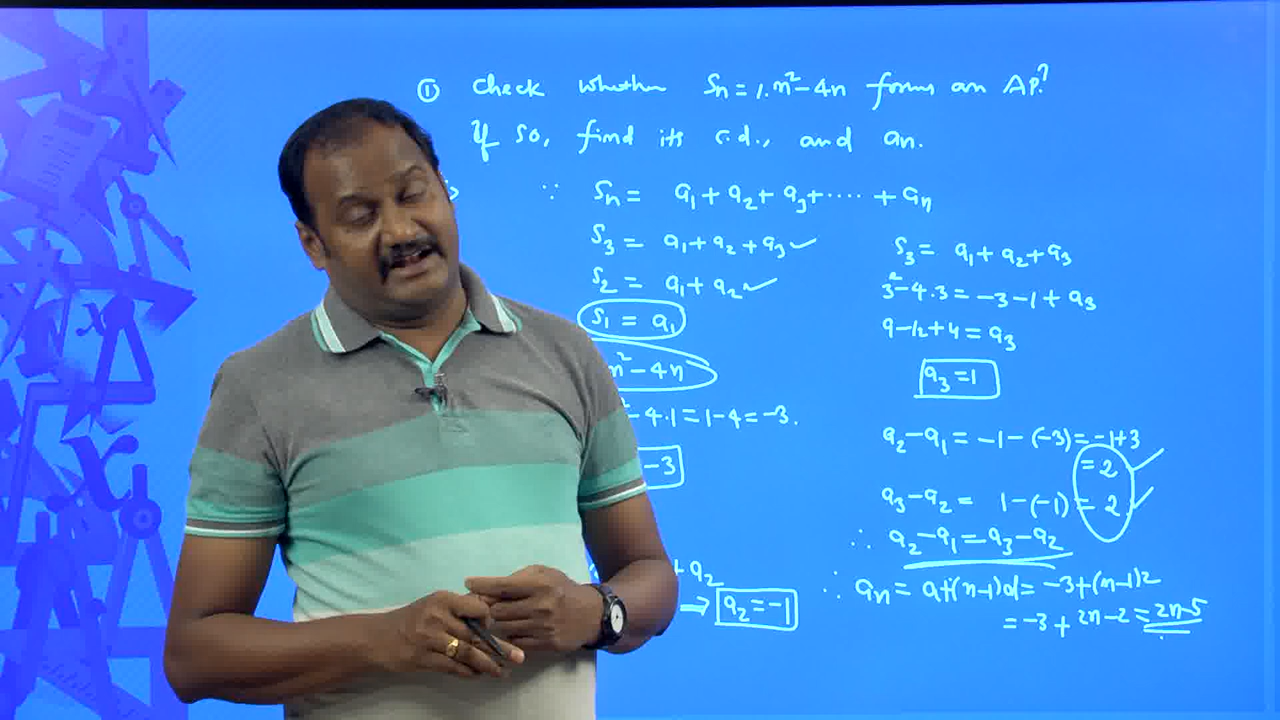 ① Check whether Sn = 1. n² - 4n forms an AP?
If so, find its c.d., and an.
∵ Sn = a₁ + a₂ + a₃ + ····· + an
S₃ = a₁ + a₂ + a₃ ✓
S₂ = a₁ + a₂ ✓
S₁ = a₁
n² - 4n
- 4.1 = 1 - 4 = -3.
-3
+ a₂
→ a₂ = -1
S₃ = a₁ + a₂ + a₃
3² - 4.3 = -3 - 1 + a₃
9 - 12 + 4 = a₃
a₃ = 1
a₂ - a₁ = -1 - (-3) = -1 + 3
= 2
a₃ - a₂ = 1 - (-1) = 2
∴ a₂ - a₁ = a₃ - a₂
∴ an = a + (n-1)d = -3 + (n-1)2
= -3 + 2n - 2 = 2n - 5